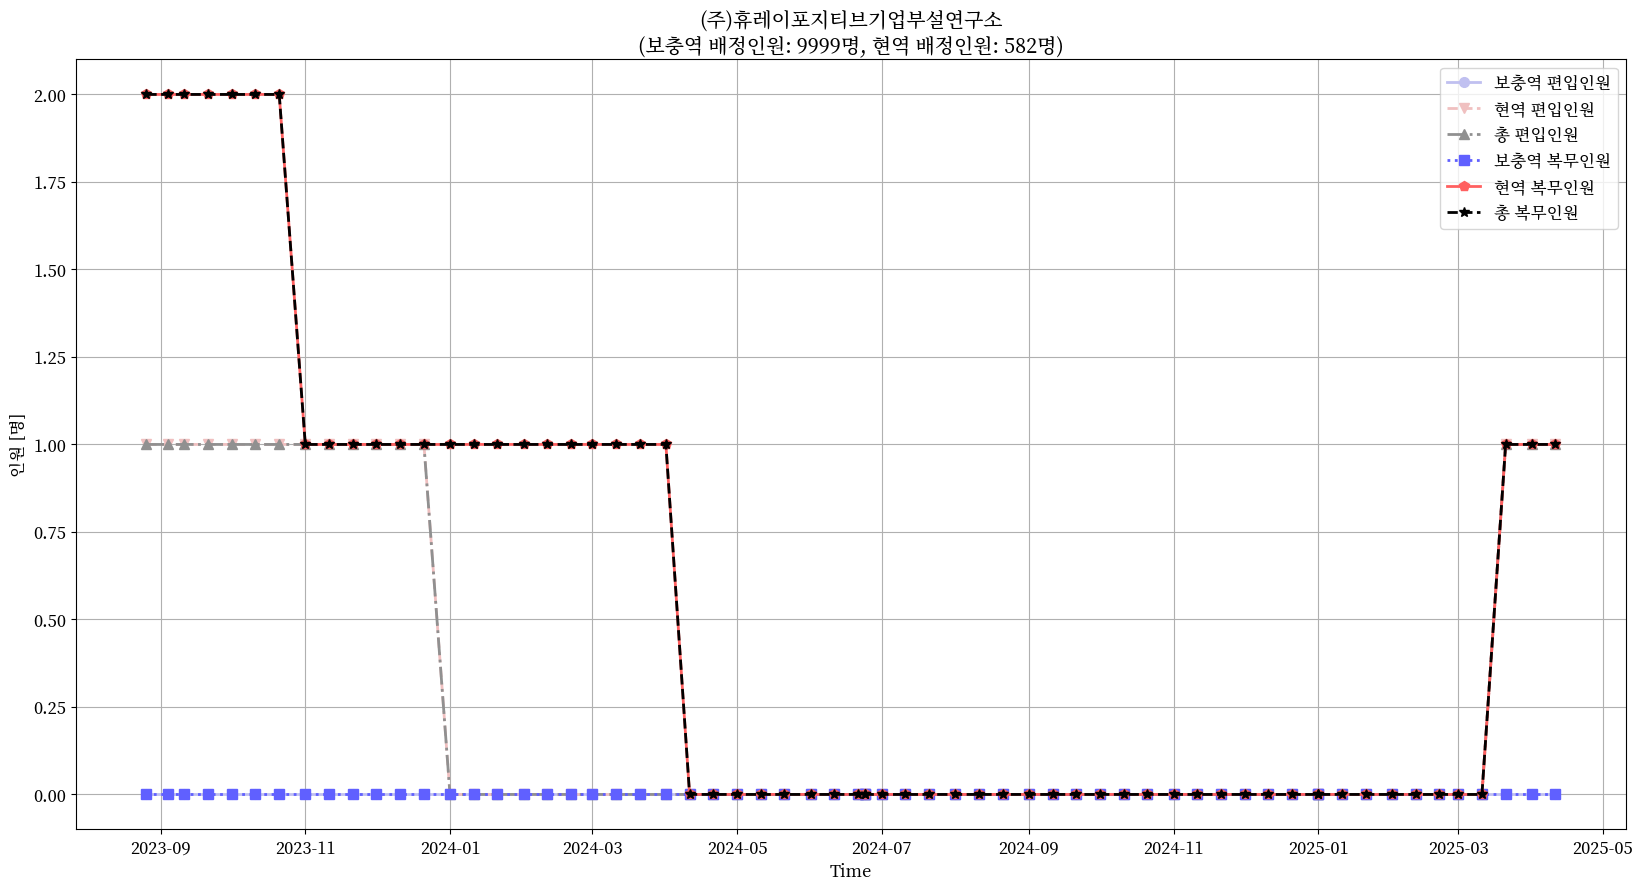 (주)휴레이포지티브기업부설연구소
(보충역 배정인원: 9999명, 현역 배정인원: 582명)
보충역 편입인원
현역 편입인원
총 편입인원
보충역 복무인원
현역 복무인원
총 복무인원
2.00
1.75
1.50
1.25
1.00
0.75
0.50
0.25
0.00
인원 [명]
2023-09 2023-11 2024-01 2024-03 2024-05 2024-07 2024-09 2024-11 2025-01 2025-03 2025-05
Time